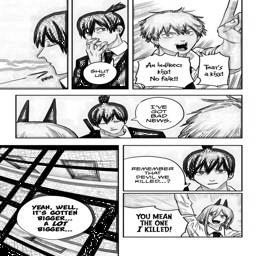 That's
a kiss!
An indirect
kiss!
No fair!!
SHUT
UP.
I'VE
GOT
BAD
NEWS.
REMEMBER
THAT
DEVIL WE
KILLED...?
YOU MEAN
THE ONE
I KILLED!
YEAH, WELL,
IT'S GOTTEN
BIGGER...
A LOT
BIGGER...